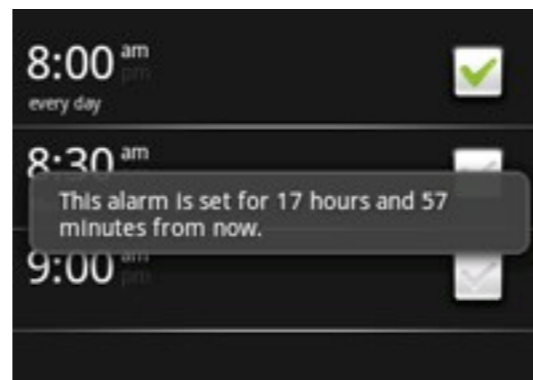 8:00 am
pm
every day
8:30 am
This alarm is set for 17 hours and 57
minutes from now.
9:00 am
pm